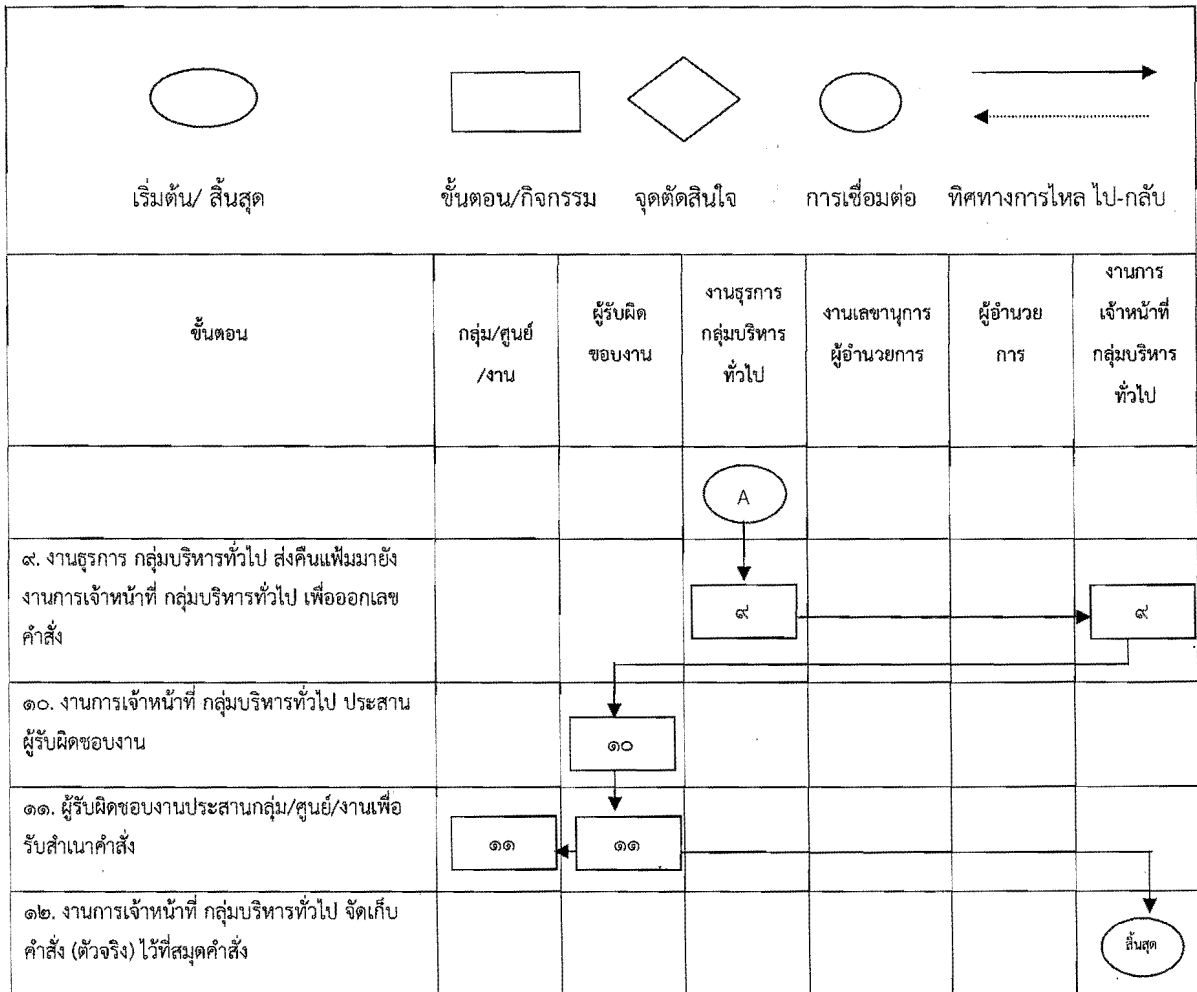 เริ่มต้น/ สิ้นสุด
ขั้นตอน/กิจกรรม
จุดตัดสินใจ
การเชื่อมต่อ
ทิศทางการไหล ไป-กลับ
ขั้นตอน
กลุ่ม/ศูนย์
/งาน
ผู้รับผิด
ชอบงาน
งานธุรการ
กลุ่มบริหาร
ทั่วไป
งานเลขานุการ
ผู้อำนวยการ
ผู้อำนวย
การ
งานการ
เจ้าหน้าที่
กลุ่มบริหาร
ทั่วไป
A
๙. งานธุรการ กลุ่มบริหารทั่วไป ส่งคืนแฟ้มมายัง
งานการเจ้าหน้าที่ กลุ่มบริหารทั่วไป เพื่อออกเลข
คำสั่ง
๙
๙
๑๐. งานการเจ้าหน้าที่ กลุ่มบริหารทั่วไป ประสาน
ผู้รับผิดชอบงาน
๑๐
๑๑. ผู้รับผิดชอบงานประสานกลุ่ม/ศูนย์/งานเพื่อ
รับสำเนาคำสั่ง
๑๑
๑๑
๑๒. งานการเจ้าหน้าที่ กลุ่มบริหารทั่วไป จัดเก็บ
คำสั่ง (ตัวจริง) ไว้ที่สมุดคำสั่ง
สิ้นสุด